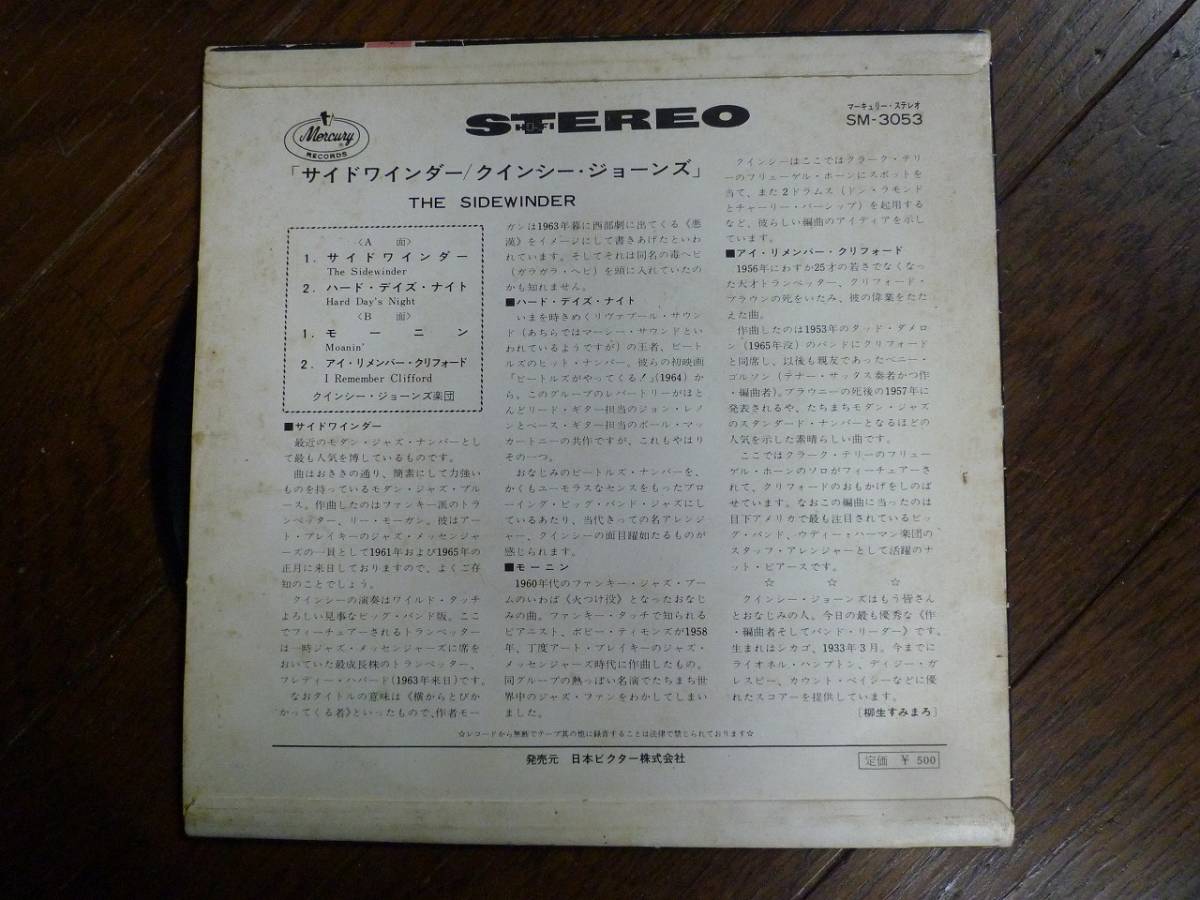 Mercury
RECORDS
STEREO
HI-FI
マーキュリー・ステレオ
SM-3053
「サイドワインダー/クインシー・ジョーンズ」
THE SIDEWINDER
〈A 面〉
1. サイドワインダー
The Sidewinder
2. ハード・デイズ・ナイト
Hard Day's Night
〈B 面〉
1. モーニン
Moanin'
2. アイ・リメンバー・クリフォード
I Remember Clifford
クインシー・ジョーンズ楽団
■サイドワインダー
最近のモダン・ジャズ・ナンバーとし
て最も人気を博しているものです。
曲はおききの通り、簡素にして力強い
ものを持っているモダン・ジャズ・ブル
ース。作曲したのはファンキー派のトラ
ンペッター、リー・モーガン。彼はアー
ト・ブレイキーのジャズ・メッセンジャ
ーズの一員として1961年および1965年の
正月に来日しておりますので、よくご存
知のことでしょう。
クインシーの演奏はワイルド・タッチ
よろしい見事なビッグ・バンド版。ここ
でフィーチュアーされるトランペッター
は一時ジャズ・メッセンジャーズに席を
おいていた最成長株のトランペッター、
フレディー・ハバード(1963年来日)です。
なおタイトルの意味は《横からとびか
かってくる者》といったもので、作者モー
ガンは1963年暮に西部劇に出てくる《悪
漢》をイメージにして書きあげたといわ
れています。そしてそれは同名の毒ヘビ
(ガラガラ・ヘビ)を頭に入れていたの
かも知れません。
■ハード・デイズ・ナイト
いまを時きめくリヴァプール・サウン
ド(あちらではマーシー・サウンドとい
われているようですが)の王者、ビート
ルズのヒット・ナンバー。彼らの初映画
『ビートルズがやってくる!』(1964)か
ら。このグループのレパートリーがほと
んどリード・ギター担当のジョン・レノ
ンとベース・ギター担当のポール・マッ
カートニーの共作ですが、これもやはり
その一つ。
おなじみのビートルズ・ナンバーを、
かくもユーモラスなセンスをもったブロ
ーイング・ビッグ・バンド・ジャズにし
ているあたり、当代きっての名アレンジ
ャー、クインシーの面目躍如たるものが
感じられます。
■モーニン
1960年代のファンキー・ジャズ・ブー
ムのいわば《火つけ役》となったおなじ
みの曲。ファンキー・タッチで知られる
ピアニスト、ボビー・ティモンズが1958
年、丁度アート・ブレイキーのジャズ・
メッセンジャーズ時代に作曲したもの。
同グループの熱っぽい名演でたちまち世
界中のジャズ・ファンをわかしてしまい
ました。
クインシーはここではクラーク・テリ
ーのフリューゲル・ホーンにスポットを
当て、また2ドラムス(ドン・ラモンド
とチャーリー・パーシップ)を起用する
など、彼らしい編曲のアイディアを示し
ています。
■アイ・リメンバー・クリフォード
1956年にわずか25才の若さでなくなっ
た天才トランペッター、クリフォード・
ブラウンの死をいたみ、彼の偉業をたた
えた曲。
作曲したのは1953年のタッド・ダメロ
ン(1965年没)のバンドにクリフォード
と同席し、以後も親友であったベニー・
ゴルソン(テナー・サックス奏者かつ作
・編曲者)。ブラウニーの死後の1957年に
発表されるや、たちまちモダン・ジャズ
のスタンダード・ナンバーとなるほどの
人気を示した素晴らしい曲です。
ここではクラーク・テリーのフリュー
ゲル・ホーンのソロがフィーチュアーさ
れて、クリフォードのおもかげをしのば
せています。なおこの編曲に当ったのは
目下アメリカで最も注目されているビッ
グ・バンド、ウディー・ハーマン楽団の
スタッフ・アレンジャーとして活躍のナ
ット・ピアースです。
☆ ☆ ☆
クインシー・ジョーンズはもう皆さん
とおなじみの人。今日の最も優秀な《作
・編曲者そしてバンド・リーダー》です。
生まれはシカゴ、1933年3月。今までに
ライオネル・ハンプトン、ディジー・ガ
レスピー、カウント・ベイシーなどに優
れたスコアーを提供しています。
〔柳生すみまろ〕
☆レコードから無断でテープ其の他に録音することは法律で禁じられております☆
発売元 日本ビクター株式会社
定価 ¥ 500